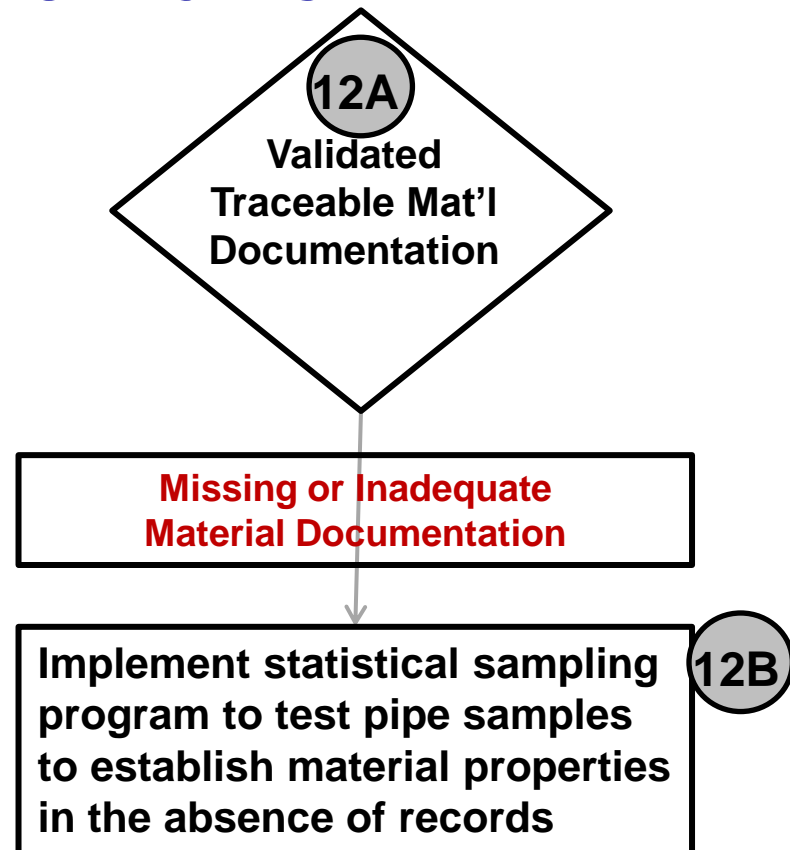 12A
Validated
Traceable Mat'l
Documentation
Missing or Inadequate
Material Documentation
Implement statistical sampling
program to test pipe samples
to establish material properties
in the absence of records
12B